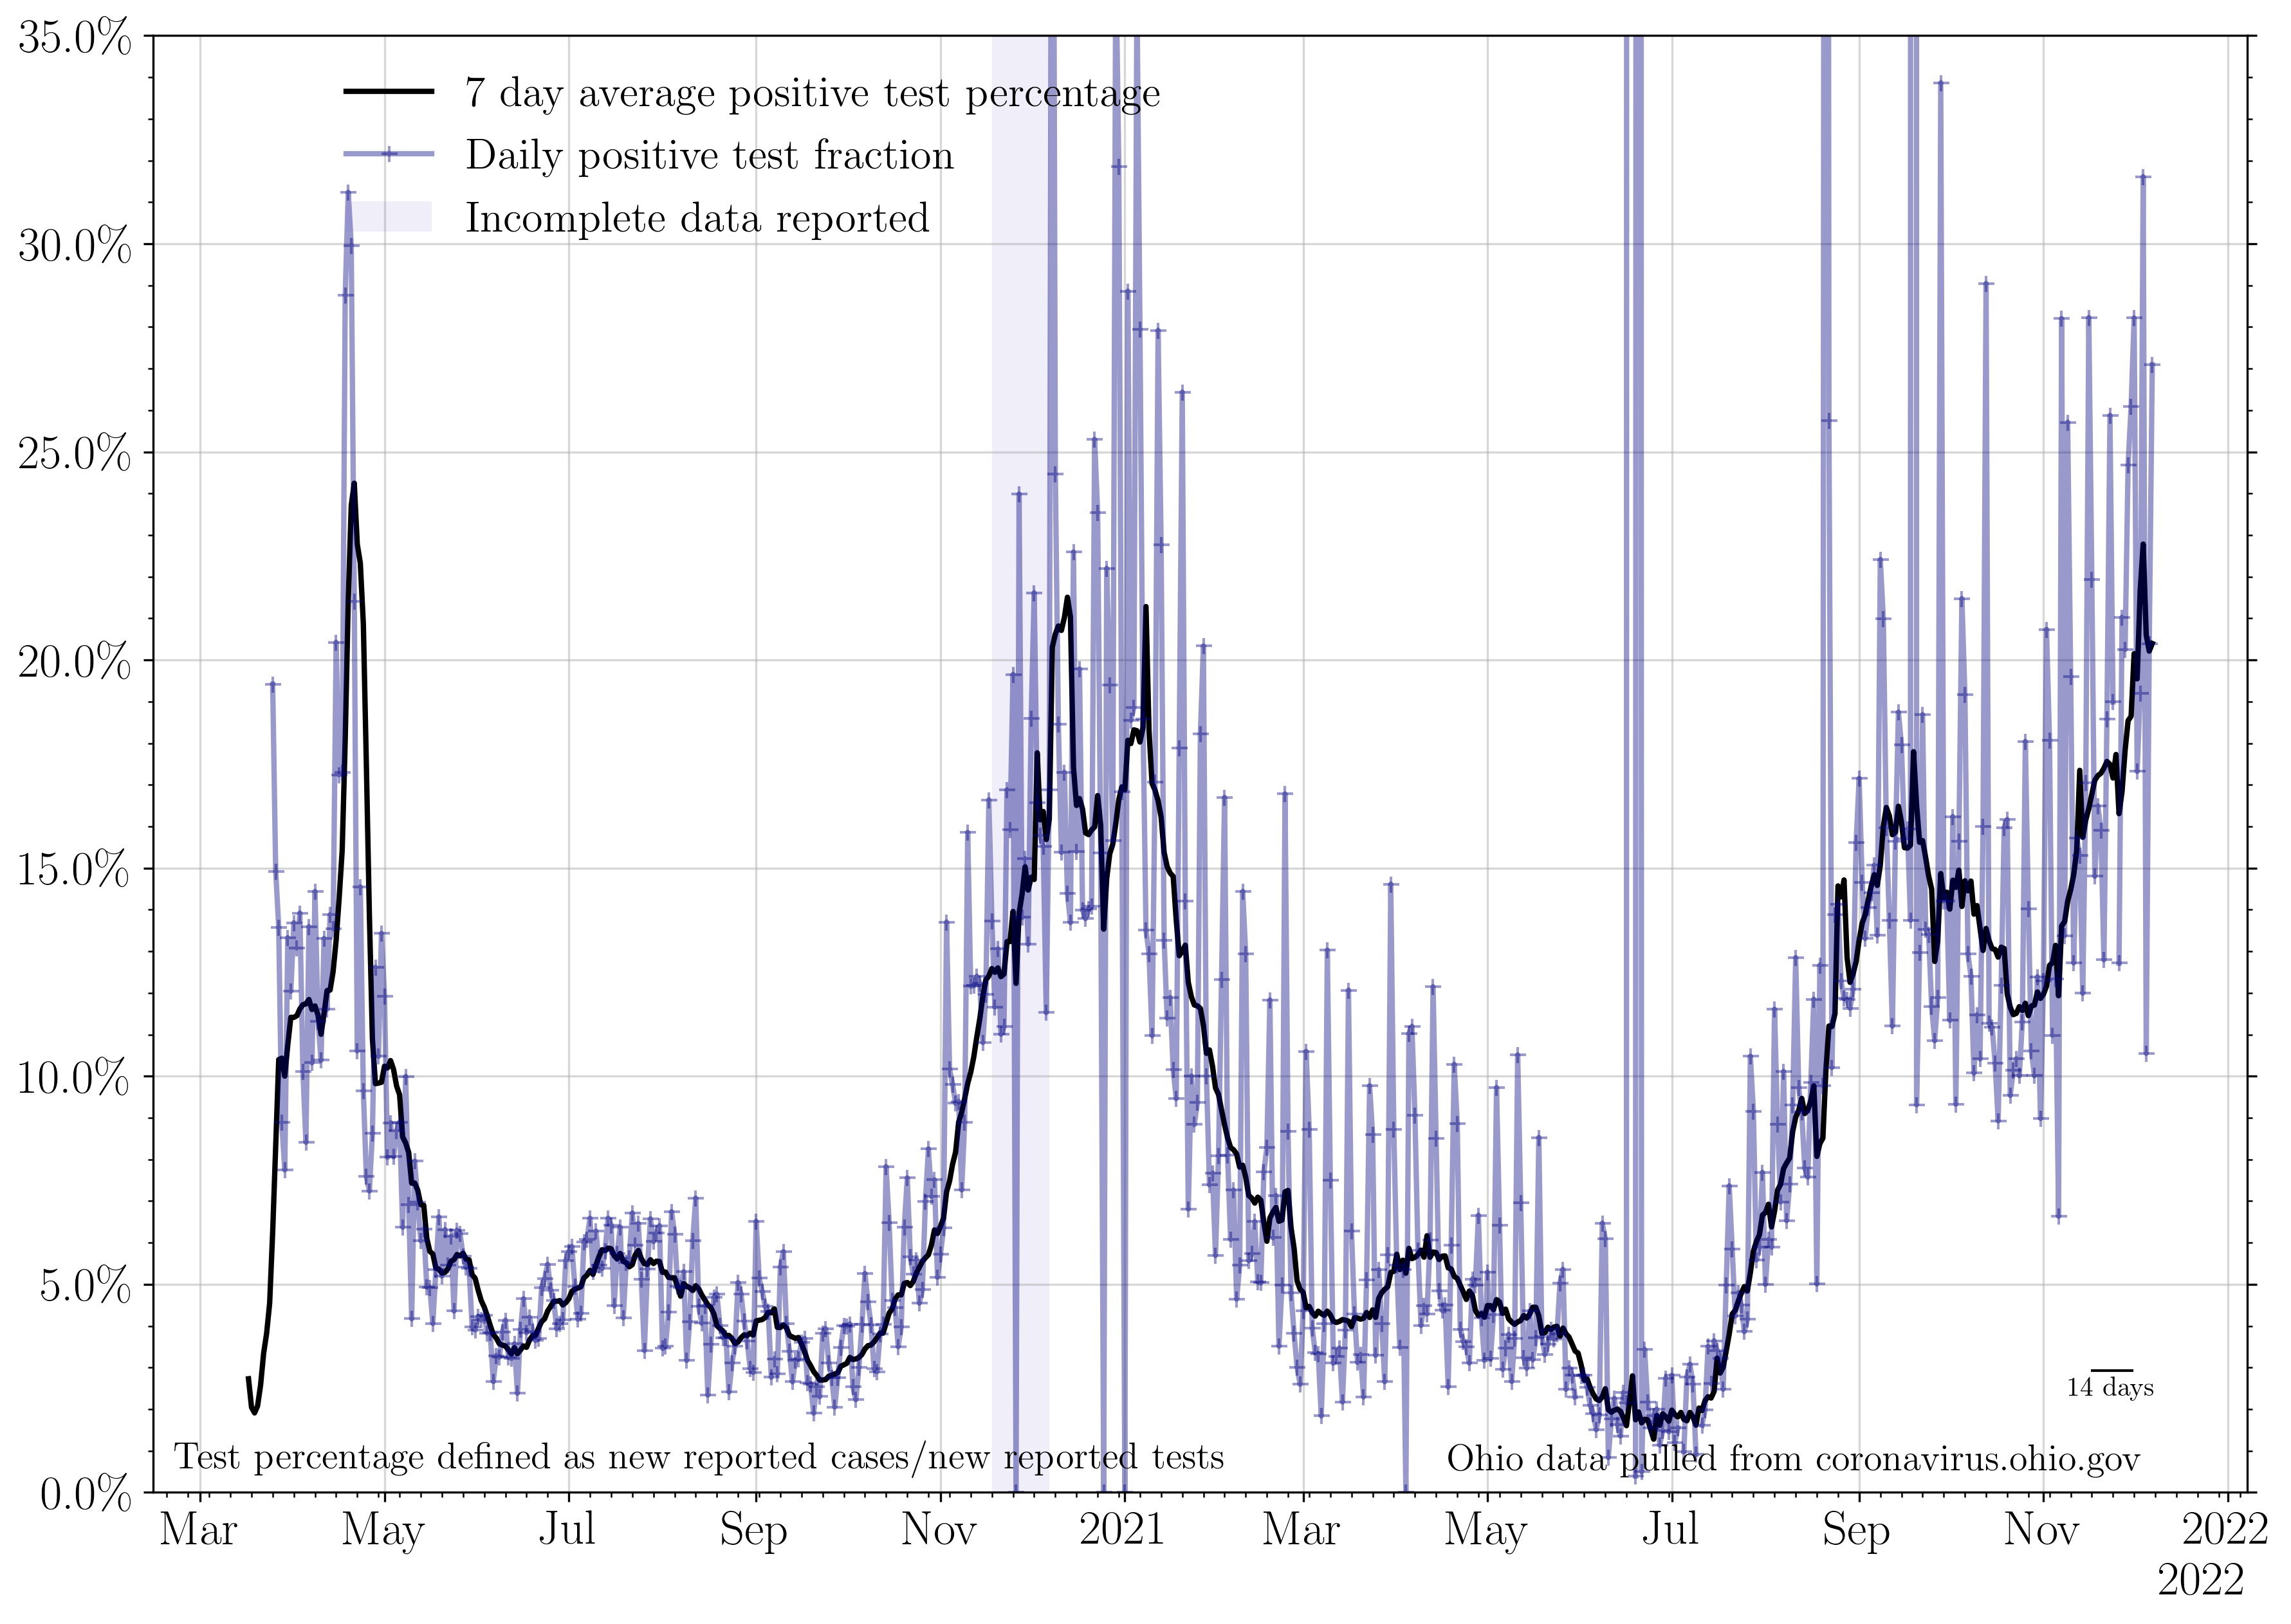 35.0%
7 day average positive test percentage
Daily positive test fraction
Incomplete data reported
30.0%
25.0%
20.0%
15.0%
10.0%
5.0%
14 days
Test percentage defined as new reported cases/new reported tests
Ohio data pulled from coronavirus.ohio.gov
0.0%
Mar May Jul Sep Nov 2021 Mar May Jul Sep Nov 2022
2022